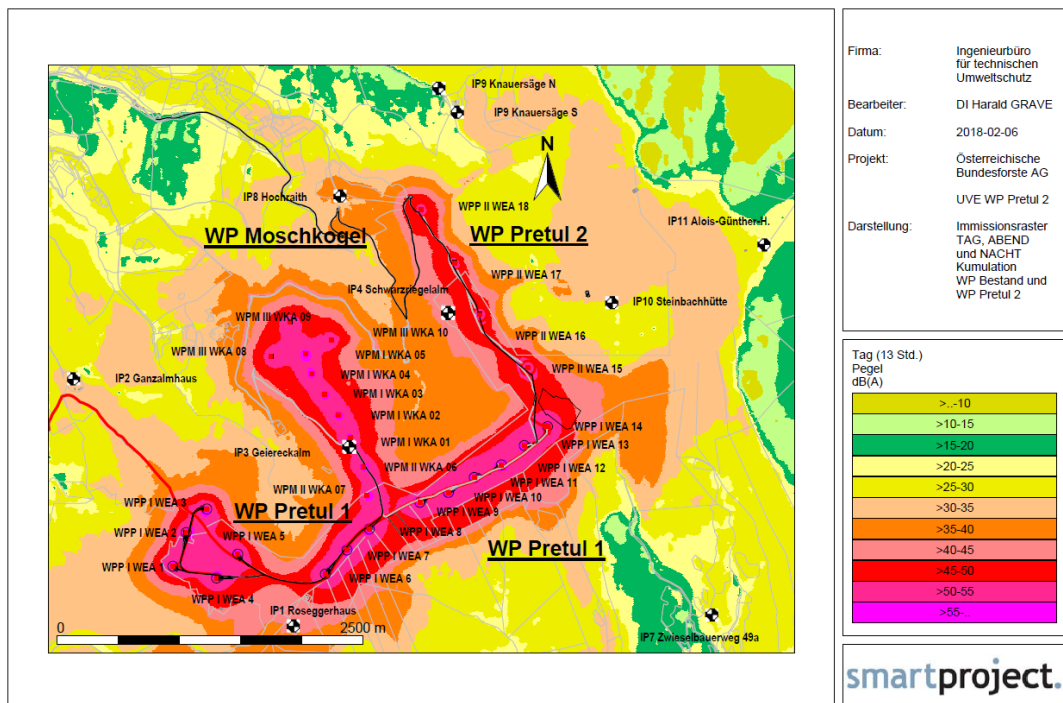 IP9 Knauersäge N
IP9 Knauersäge S
N
IP8 Hochraith
WPP II WEA 18
WP Moschkogel
WP Pretul 2
IP11 Alois-Günther-H.
WPP II WEA 17
IP4 Schwarzriegelalm
IP10 Steinbachhütte
WPM III WKA 09
WPM III WKA 10
WPP II WEA 16
WPM III WKA 08
WPM I WKA 05
WPP II WEA 15
IP2 Ganzalmhaus
WPM I WKA 04
WPM I WKA 03
WPM I WKA 02
WPP I WEA 14
WPM I WKA 01
WPP I WEA 13
IP3 Geiereckalm
WPM II WKA 06
WPP I WEA 12
WPP I WEA 11
WPM II WKA 07
WPP I WEA 10
WPP I WEA 3
WP Pretul 1
WPP I WEA 9
WPP I WEA 2
WPP I WEA 5
WPP I WEA 8
WP Pretul 1
WPP I WEA 7
WPP I WEA 1
WPP I WEA 6
WPP I WEA 4
IP1 Roseggerhaus
0
2500 m
IP7 Zwieselbauerweg 49a
Firma: Ingenieurbüro
für technischen
Umweltschutz
Bearbeiter: DI Harald GRAVE
Datum: 2018-02-06
Projekt: Österreichische
Bundesforste AG
UVE WP Pretul 2
Darstellung: Immissionsraster
TAG, ABEND
und NACHT
Kumulation
WP Bestand und
WP Pretul 2
Tag (13 Std.)
Pegel
dB(A)
>..-10
>10-15
>15-20
>20-25
>25-30
>30-35
>35-40
>40-45
>45-50
>50-55
>55-..
smartproject.